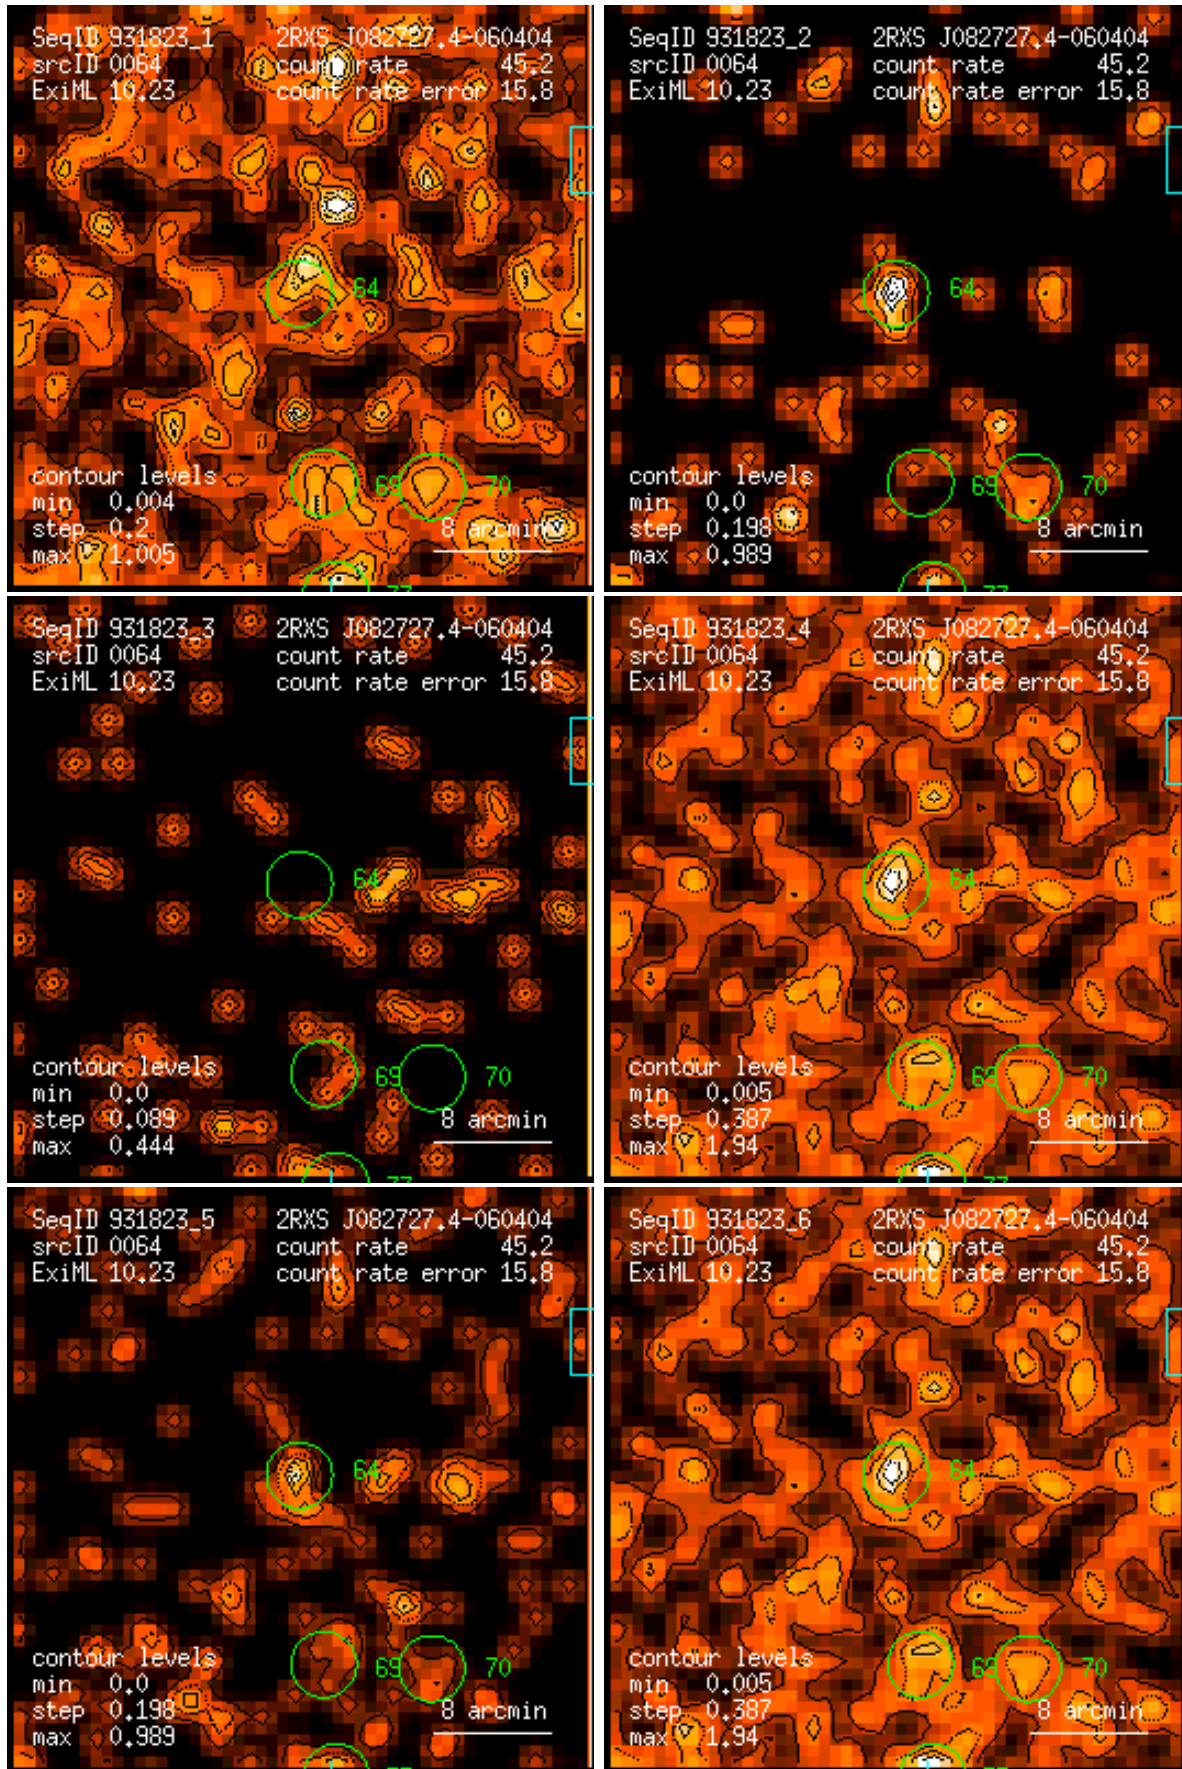 SeqID 931823_1 2RXS J082727.4-060404
srcID 0064 count rate 45.2
ExiML 10.23 count rate error 15.8
64
contour levels
69 70
min 0.004
step 0.2 8 arcmin
max 1.005
77
SeqID 931823_2 2RXS J082727.4-060404
srcID 0064 count rate 45.2
ExiML 10.23 count rate error 15.8
64
contour levels
69 70
min 0.0
step 0.198 8 arcmin
max 0.989
77
SeqID 931823_3 2RXS J082727.4-060404
srcID 0064 count rate 45.2
ExiML 10.23 count rate error 15.8
64
contour levels
69 70
min 0.0
step 0.089 8 arcmin
max 0.444
77
SeqID 931823_4 2RXS J082727.4-060404
srcID 0064 count rate 45.2
ExiML 10.23 count rate error 15.8
64
contour levels
69 70
min 0.005
step 0.387 8 arcmin
max 1.94
77
SeqID 931823_5 2RXS J082727.4-060404
srcID 0064 count rate 45.2
ExiML 10.23 count rate error 15.8
64
contour levels
69 70
min 0.0
step 0.198 8 arcmin
max 0.989
77
SeqID 931823_6 2RXS J082727.4-060404
srcID 0064 count rate 45.2
ExiML 10.23 count rate error 15.8
64
contour levels
69 70
min 0.005
step 0.387 8 arcmin
max 1.94
77